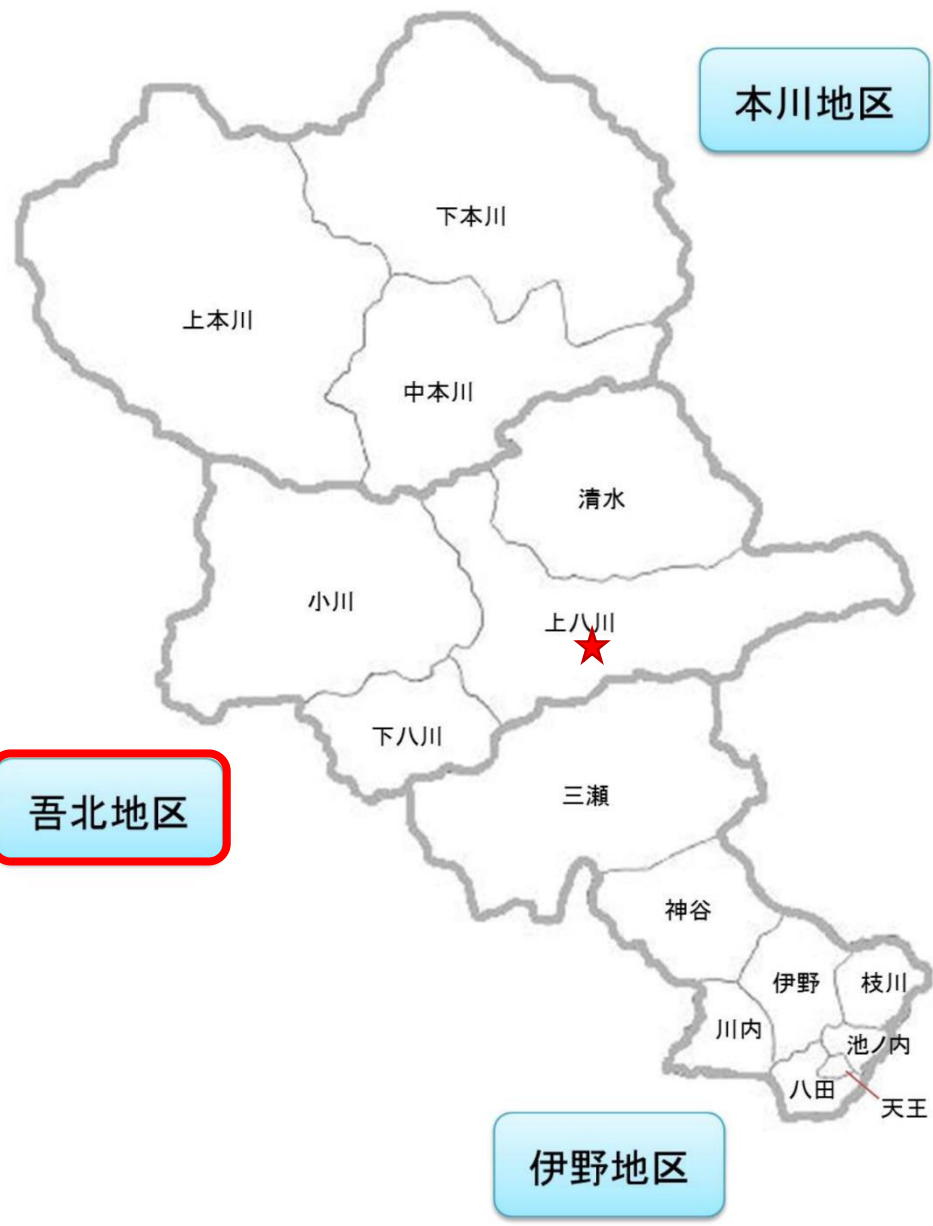 本川地区
下本川
上本川
中本川
清水
小川
上八川
下八川
三瀬
吾北地区
神谷
伊野
枝川
川内
池ノ内
八田
天王
伊野地区